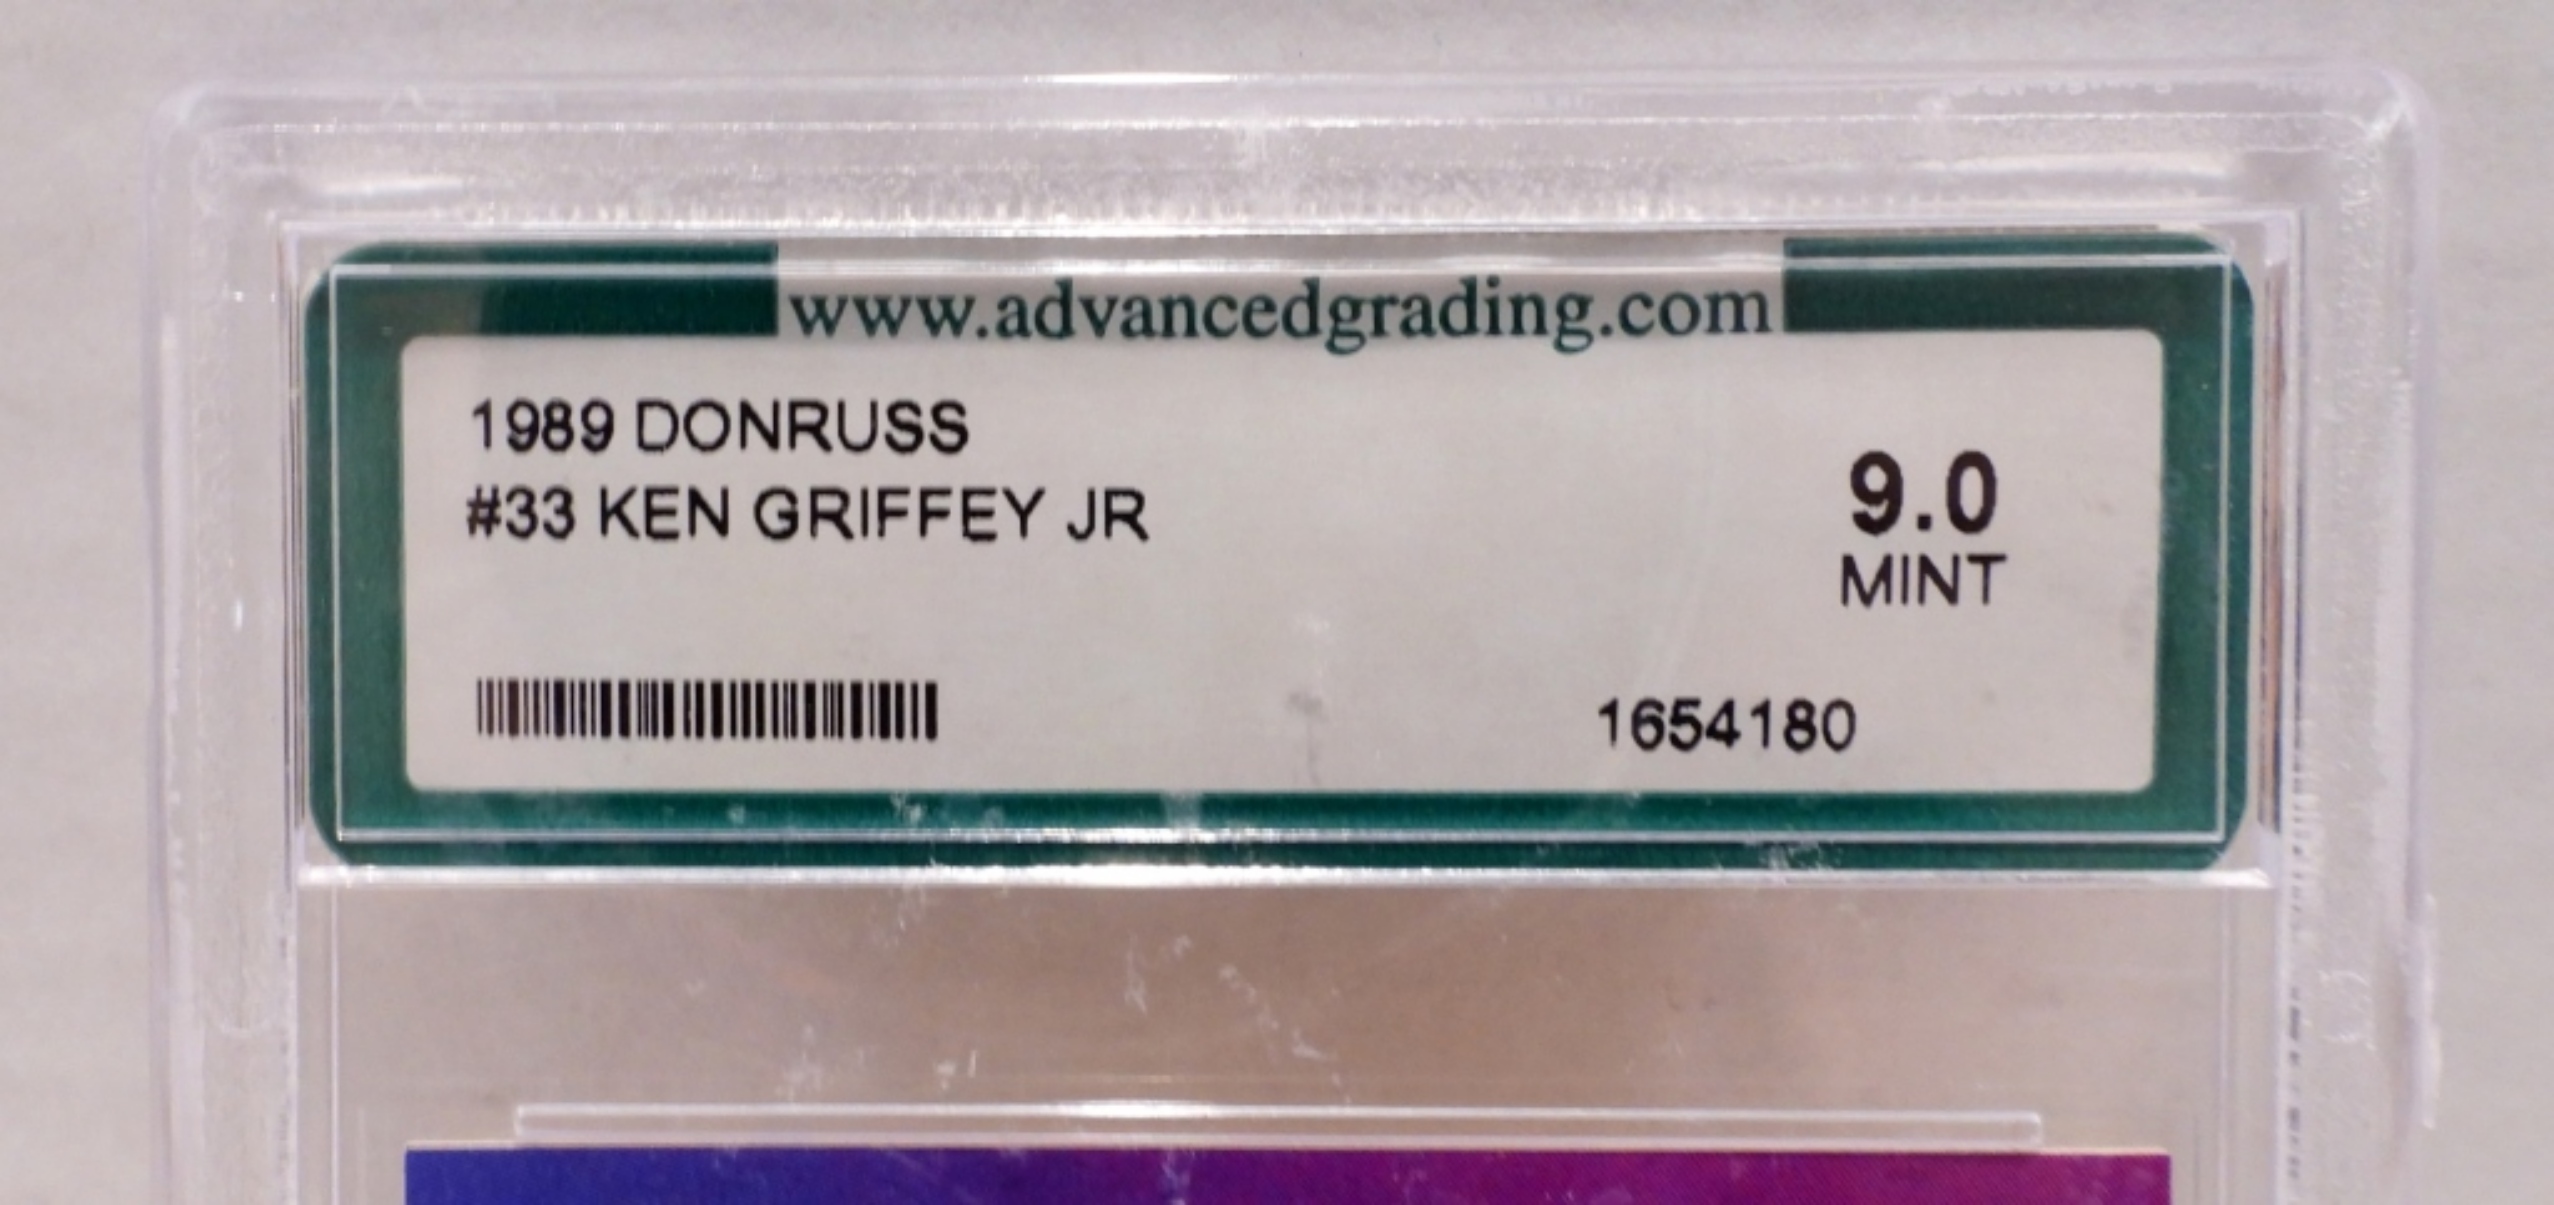 www.advancedgrading.com
1989 DONRUSS
#33 KEN GRIFFEY JR
9.0
MINT
1654180